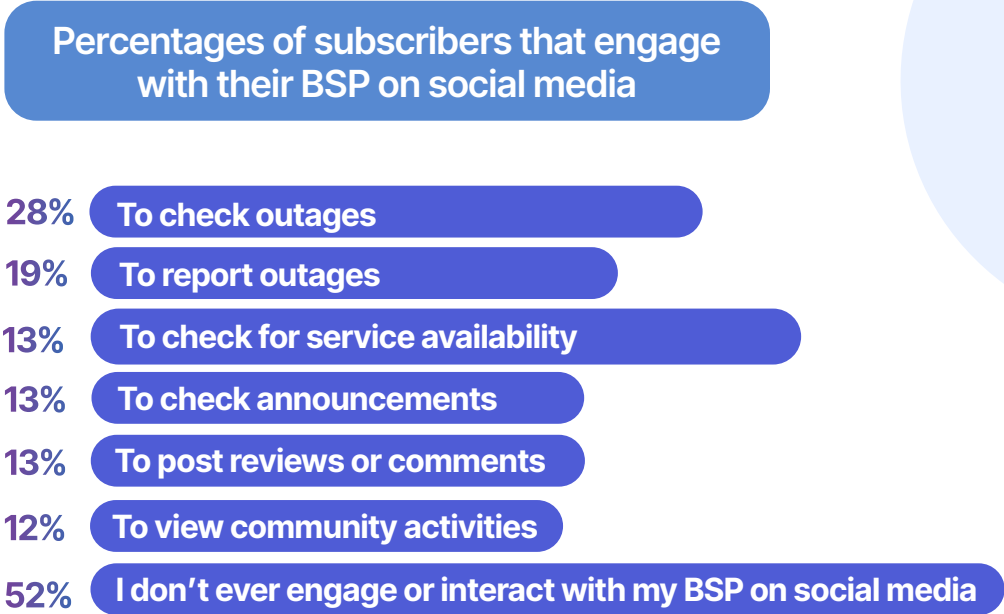 Percentages of subscribers that engage
with their BSP on social media
28% To check outages
19% To report outages
13% To check for service availability
13% To check announcements
13% To post reviews or comments
12% To view community activities
52% I don’t ever engage or interact with my BSP on social media